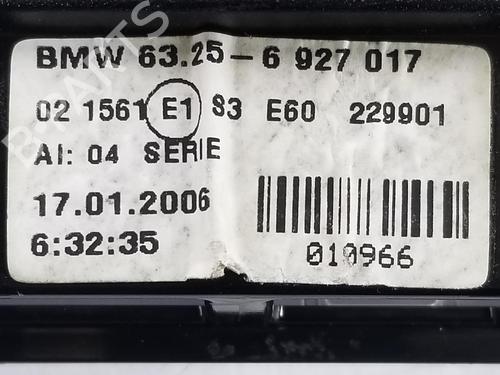 BMW 63.25-6 927 017
02 1561 E1 S3 E60 229901
AI: 04 SERIE
17.01.2006
6:32:35
010966